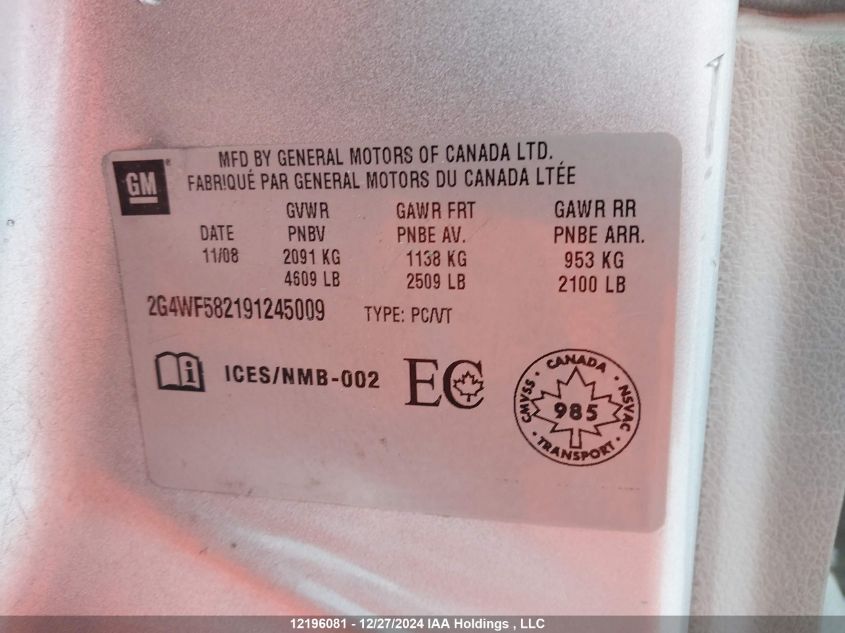 GM
MFD BY GENERAL MOTORS OF CANADA LTD.
FABRIQUÉ PAR GENERAL MOTORS DU CANADA LTÉE
GVWR GAWR FRT GAWR RR
DATE PNBV PNBE AV. PNBE ARR.
11/08 2091 KG 1138 KG 953 KG
4609 LB 2509 LB 2100 LB
2G4WF582191245009 TYPE: PC/VT
i ICES/NMB-002 EC
CANADA
CMVSS 985 NSVAC
TRANSPORT
12196081 - 12/27/2024 IAA Holdings , LLC